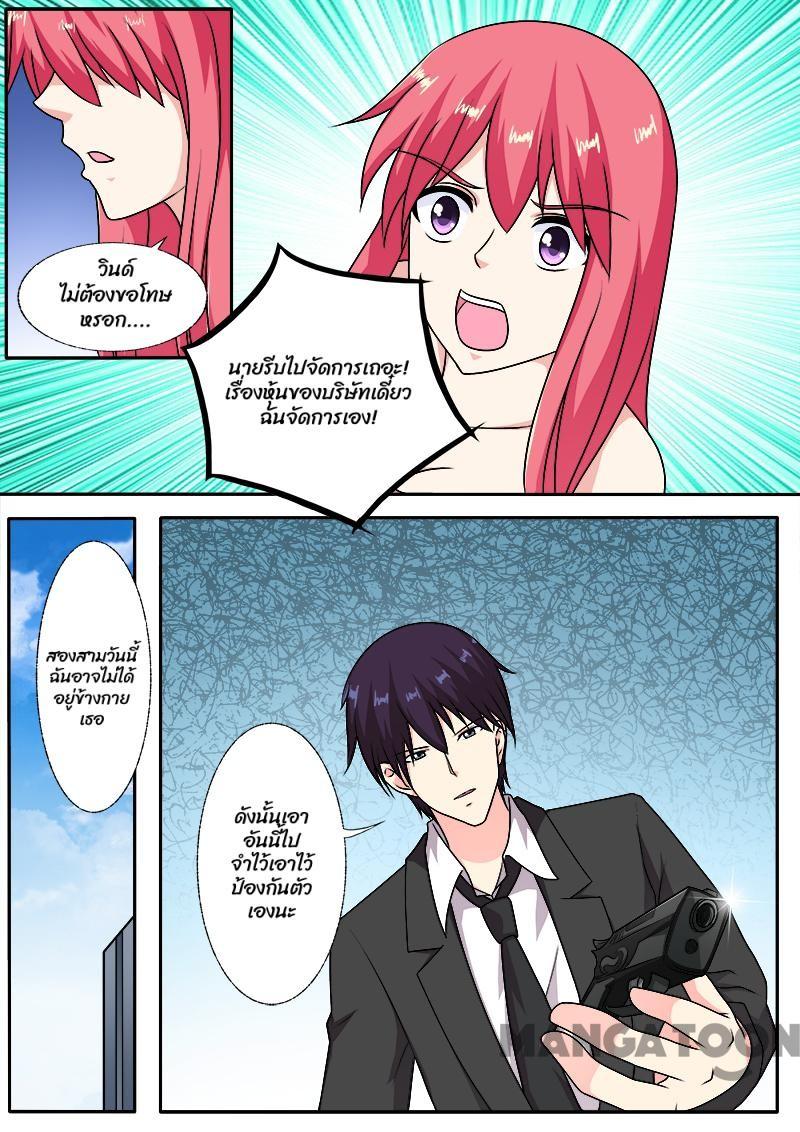 วินด์
ไม่ต้องขอโทษ
หรอก....
นายรีบไปจัดการเถอะ!
เรื่องหุ้นของบริษัทเดี๋ยว
ฉันจัดการเอง!
สองสามวันนี้
ฉันอาจไม่ได้
อยู่ข้างกาย
เธอ
ดังนั้นเอา
อันนี้ไป
จำไว้เอาไว้
ป้องกันตัว
เองนะ
MANGATOON